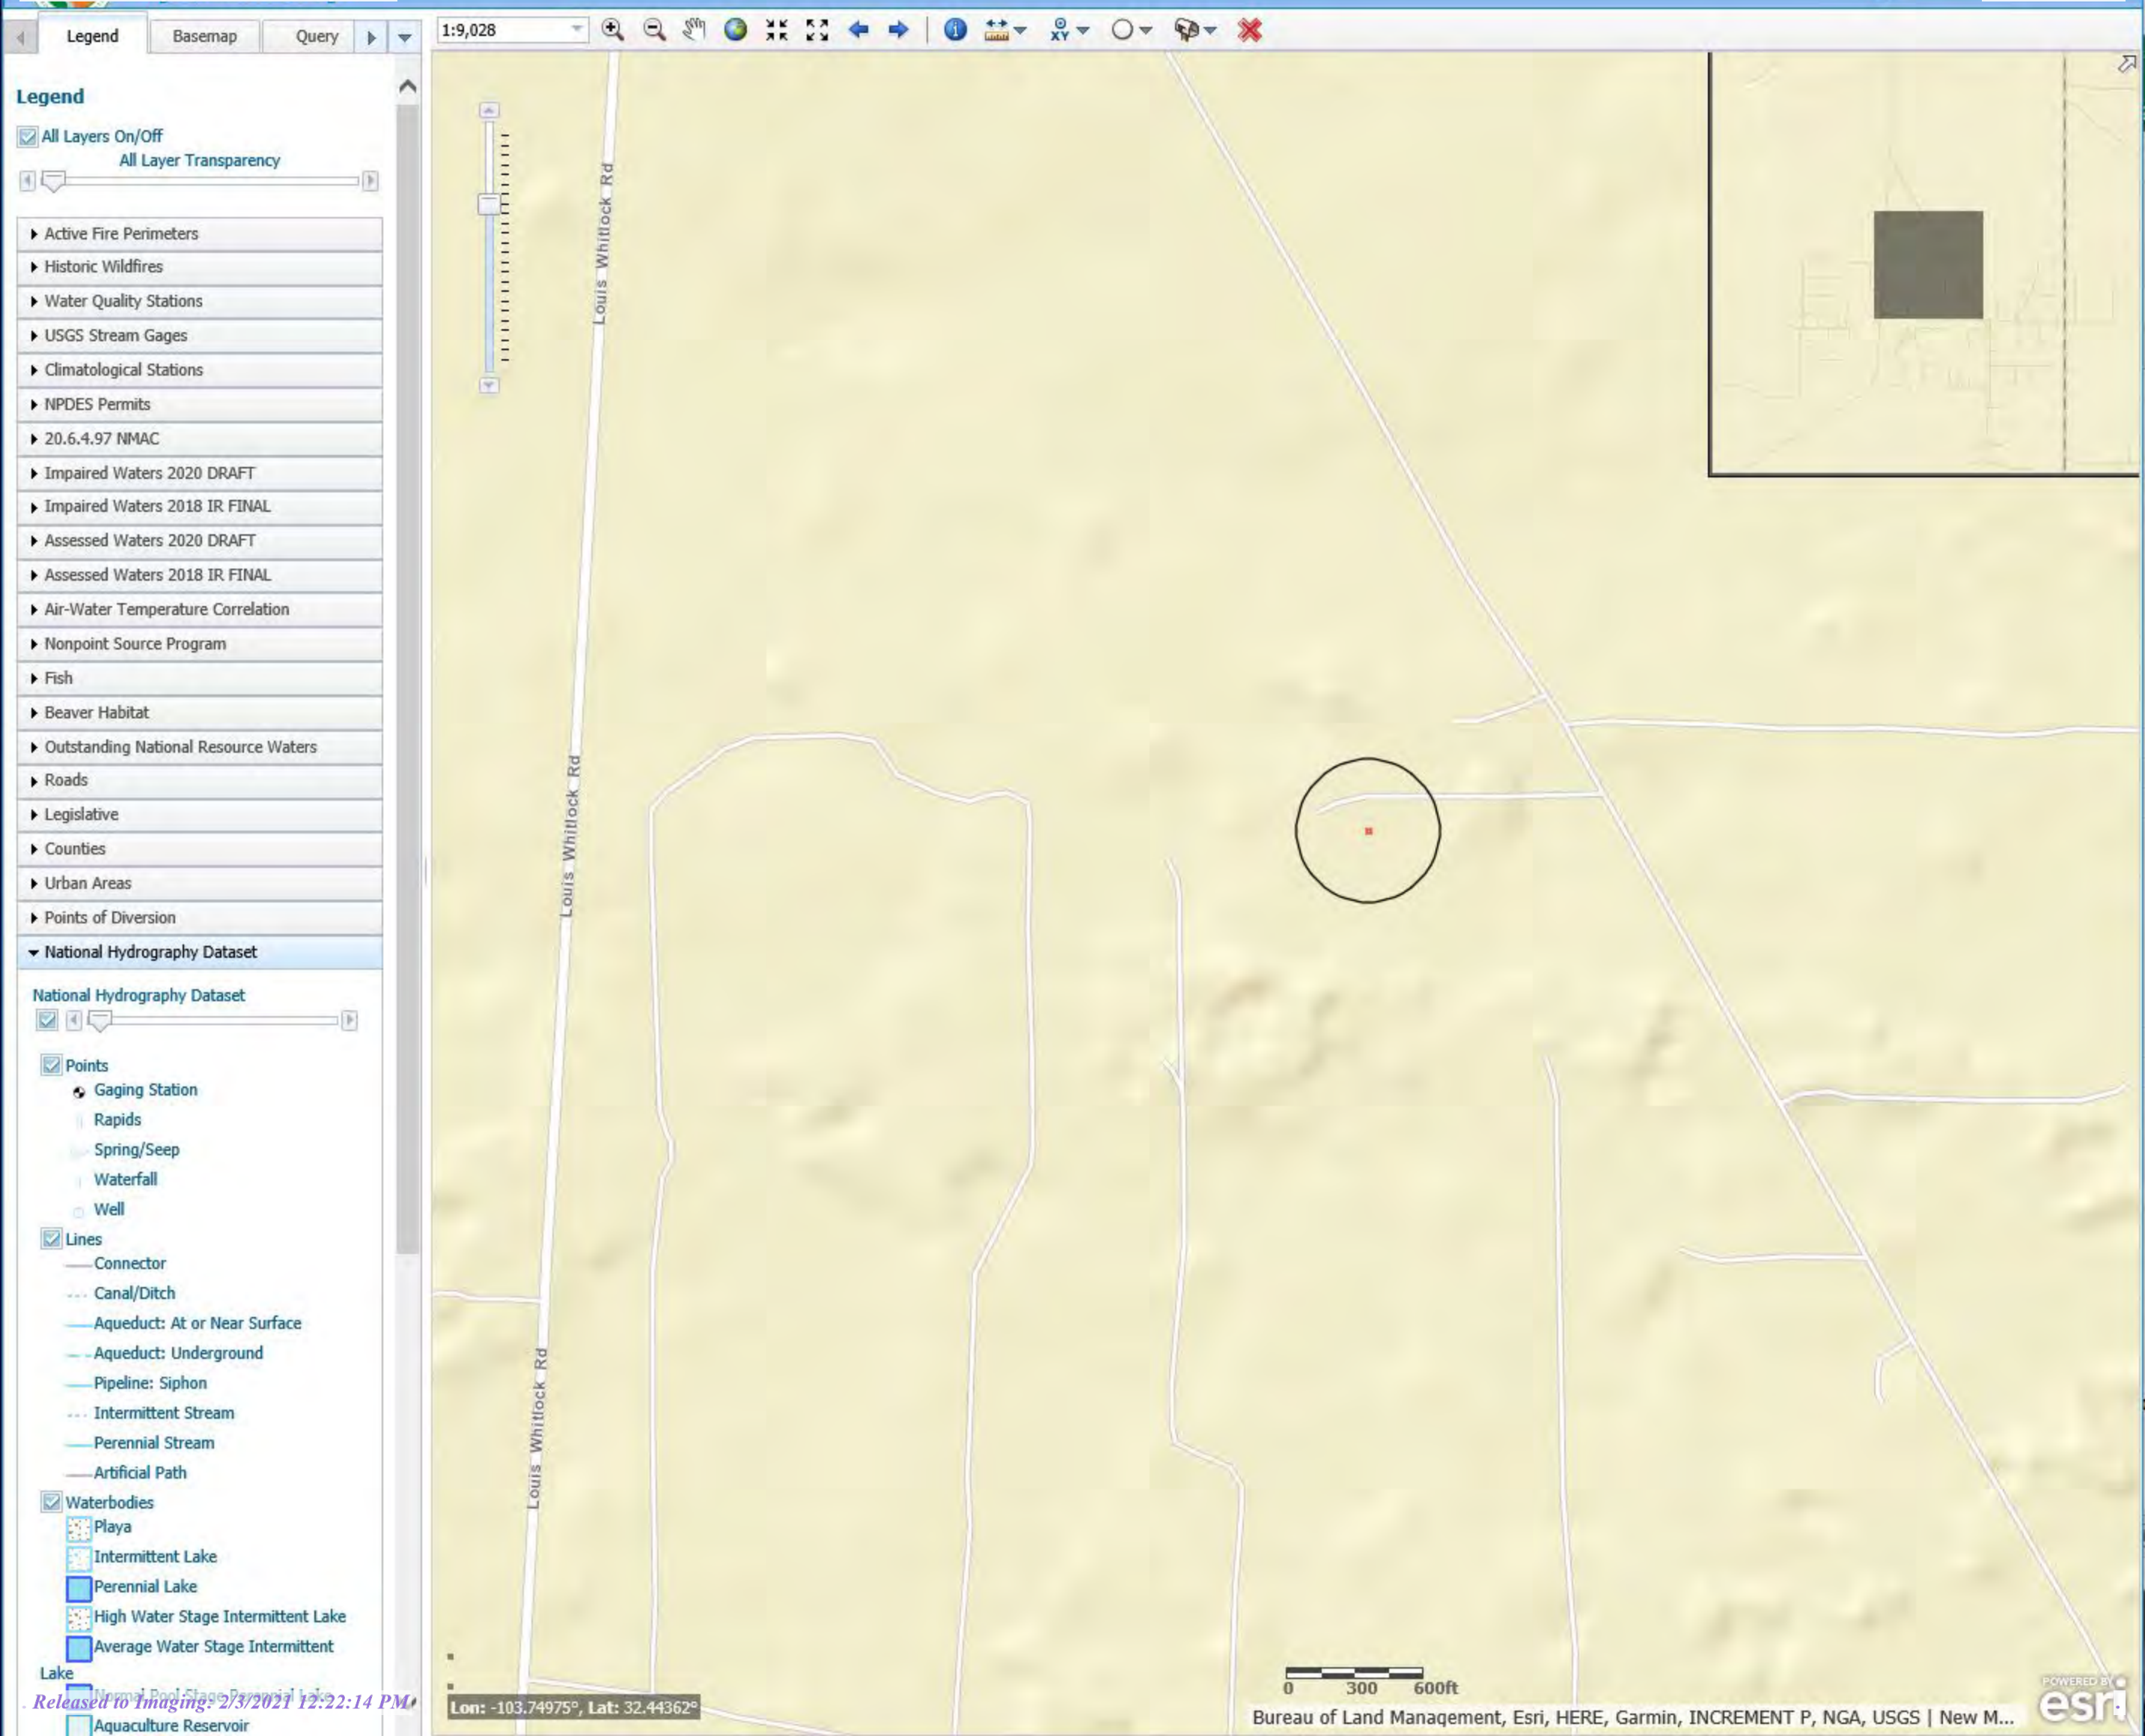 Legend
Basemap
Query
1:9,028
Legend
All Layers On/Off
All Layer Transparency
Active Fire Perimeters
Historic Wildfires
Water Quality Stations
USGS Stream Gages
Climatological Stations
NPDES Permits
20.6.4.97 NMAC
Impaired Waters 2020 DRAFT
Impaired Waters 2018 IR FINAL
Assessed Waters 2020 DRAFT
Assessed Waters 2018 IR FINAL
Air-Water Temperature Correlation
Nonpoint Source Program
Fish
Beaver Habitat
Outstanding National Resource Waters
Roads
Legislative
Counties
Urban Areas
Points of Diversion
National Hydrography Dataset
National Hydrography Dataset
Points
Gaging Station
Rapids
Spring/Seep
Waterfall
Well
Lines
Connector
Canal/Ditch
Aqueduct: At or Near Surface
Aqueduct: Underground
Pipeline: Siphon
Intermittent Stream
Perennial Stream
Artificial Path
Waterbodies
Playa
Intermittent Lake
Perennial Lake
High Water Stage Intermittent Lake
Average Water Stage Intermittent
Lake
Normal Pool Stage Perennial Lake
Released to Imaging: 2/3/2021 12:22:14 PM
Aquaculture Reservoir
XY
Louis Whitlock Rd
Louis Whitlock Rd
Louis Whitlock Rd
Lon: -103.74975°, Lat: 32.44362°
0 300 600ft
Bureau of Land Management, Esri, HERE, Garmin, INCREMENT P, NGA, USGS | New M...
POWERED BY
esri